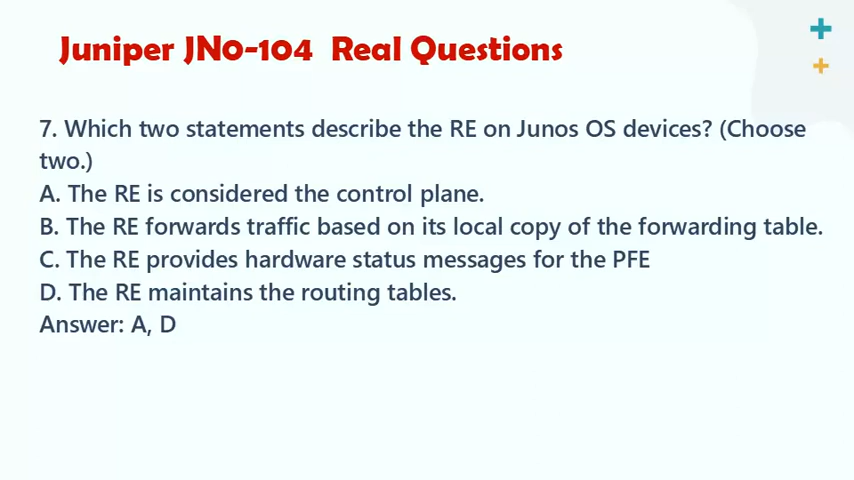 Juniper JN0-104 Real Questions
7. Which two statements describe the RE on Junos OS devices? (Choose
two.)
A. The RE is considered the control plane.
B. The RE forwards traffic based on its local copy of the forwarding table.
C. The RE provides hardware status messages for the PFE
D. The RE maintains the routing tables.
Answer: A, D